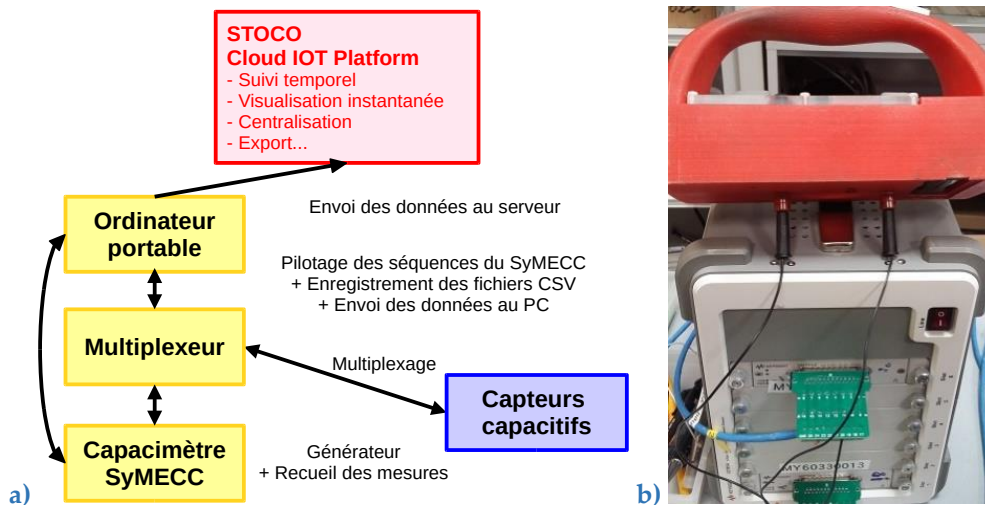 STOCO
Cloud IOT Platform
- Suivi temporel
- Visualisation instantanée
- Centralisation
- Export...
Ordinateur
portable
Envoi des données au serveur
Pilotage des séquences du SyMECC
+ Enregistrement des fichiers CSV
+ Envoi des données au PC
Multiplexeur
Multiplexage
Capteurs
capacitifs
Capacimètre
SyMECC
Générateur
+ Recueil des mesures
a)
b)
Line
MY60330013